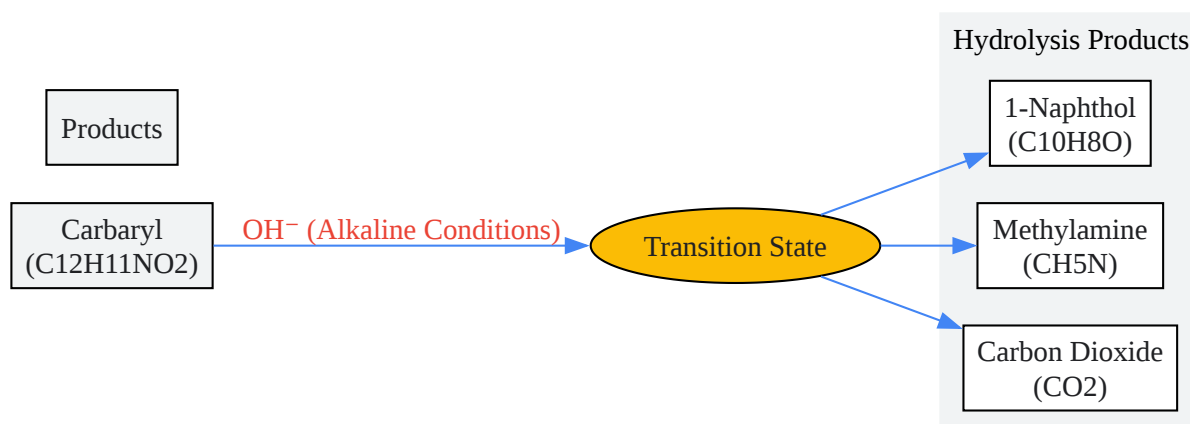 Hydrolysis Products
Products
1-Naphthol
(C10H8O)
Carbaryl
(C12H11NO2)
OH⁻ (Alkaline Conditions)
Transition State
Methylamine
(CH5N)
Carbon Dioxide
(CO2)